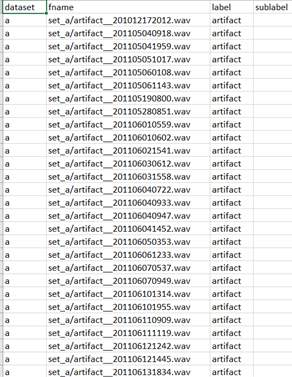 dataset fname label sublabel
a set_a/artifact__201012172012.wav artifact
a set_a/artifact__201105040918.wav artifact
a set_a/artifact__201105041959.wav artifact
a set_a/artifact__201105051017.wav artifact
a set_a/artifact__201105060108.wav artifact
a set_a/artifact__201105061143.wav artifact
a set_a/artifact__201105190800.wav artifact
a set_a/artifact__201105280851.wav artifact
a set_a/artifact__201106010559.wav artifact
a set_a/artifact__201106010602.wav artifact
a set_a/artifact__201106021541.wav artifact
a set_a/artifact__201106030612.wav artifact
a set_a/artifact__201106031558.wav artifact
a set_a/artifact__201106040722.wav artifact
a set_a/artifact__201106040933.wav artifact
a set_a/artifact__201106040947.wav artifact
a set_a/artifact__201106041452.wav artifact
a set_a/artifact__201106050353.wav artifact
a set_a/artifact__201106061233.wav artifact
a set_a/artifact__201106070537.wav artifact
a set_a/artifact__201106070949.wav artifact
a set_a/artifact__201106101314.wav artifact
a set_a/artifact__201106101955.wav artifact
a set_a/artifact__201106110909.wav artifact
a set_a/artifact__201106111119.wav artifact
a set_a/artifact__201106121242.wav artifact
a set_a/artifact__201106121445.wav artifact
a set_a/artifact__201106131834.wav artifact